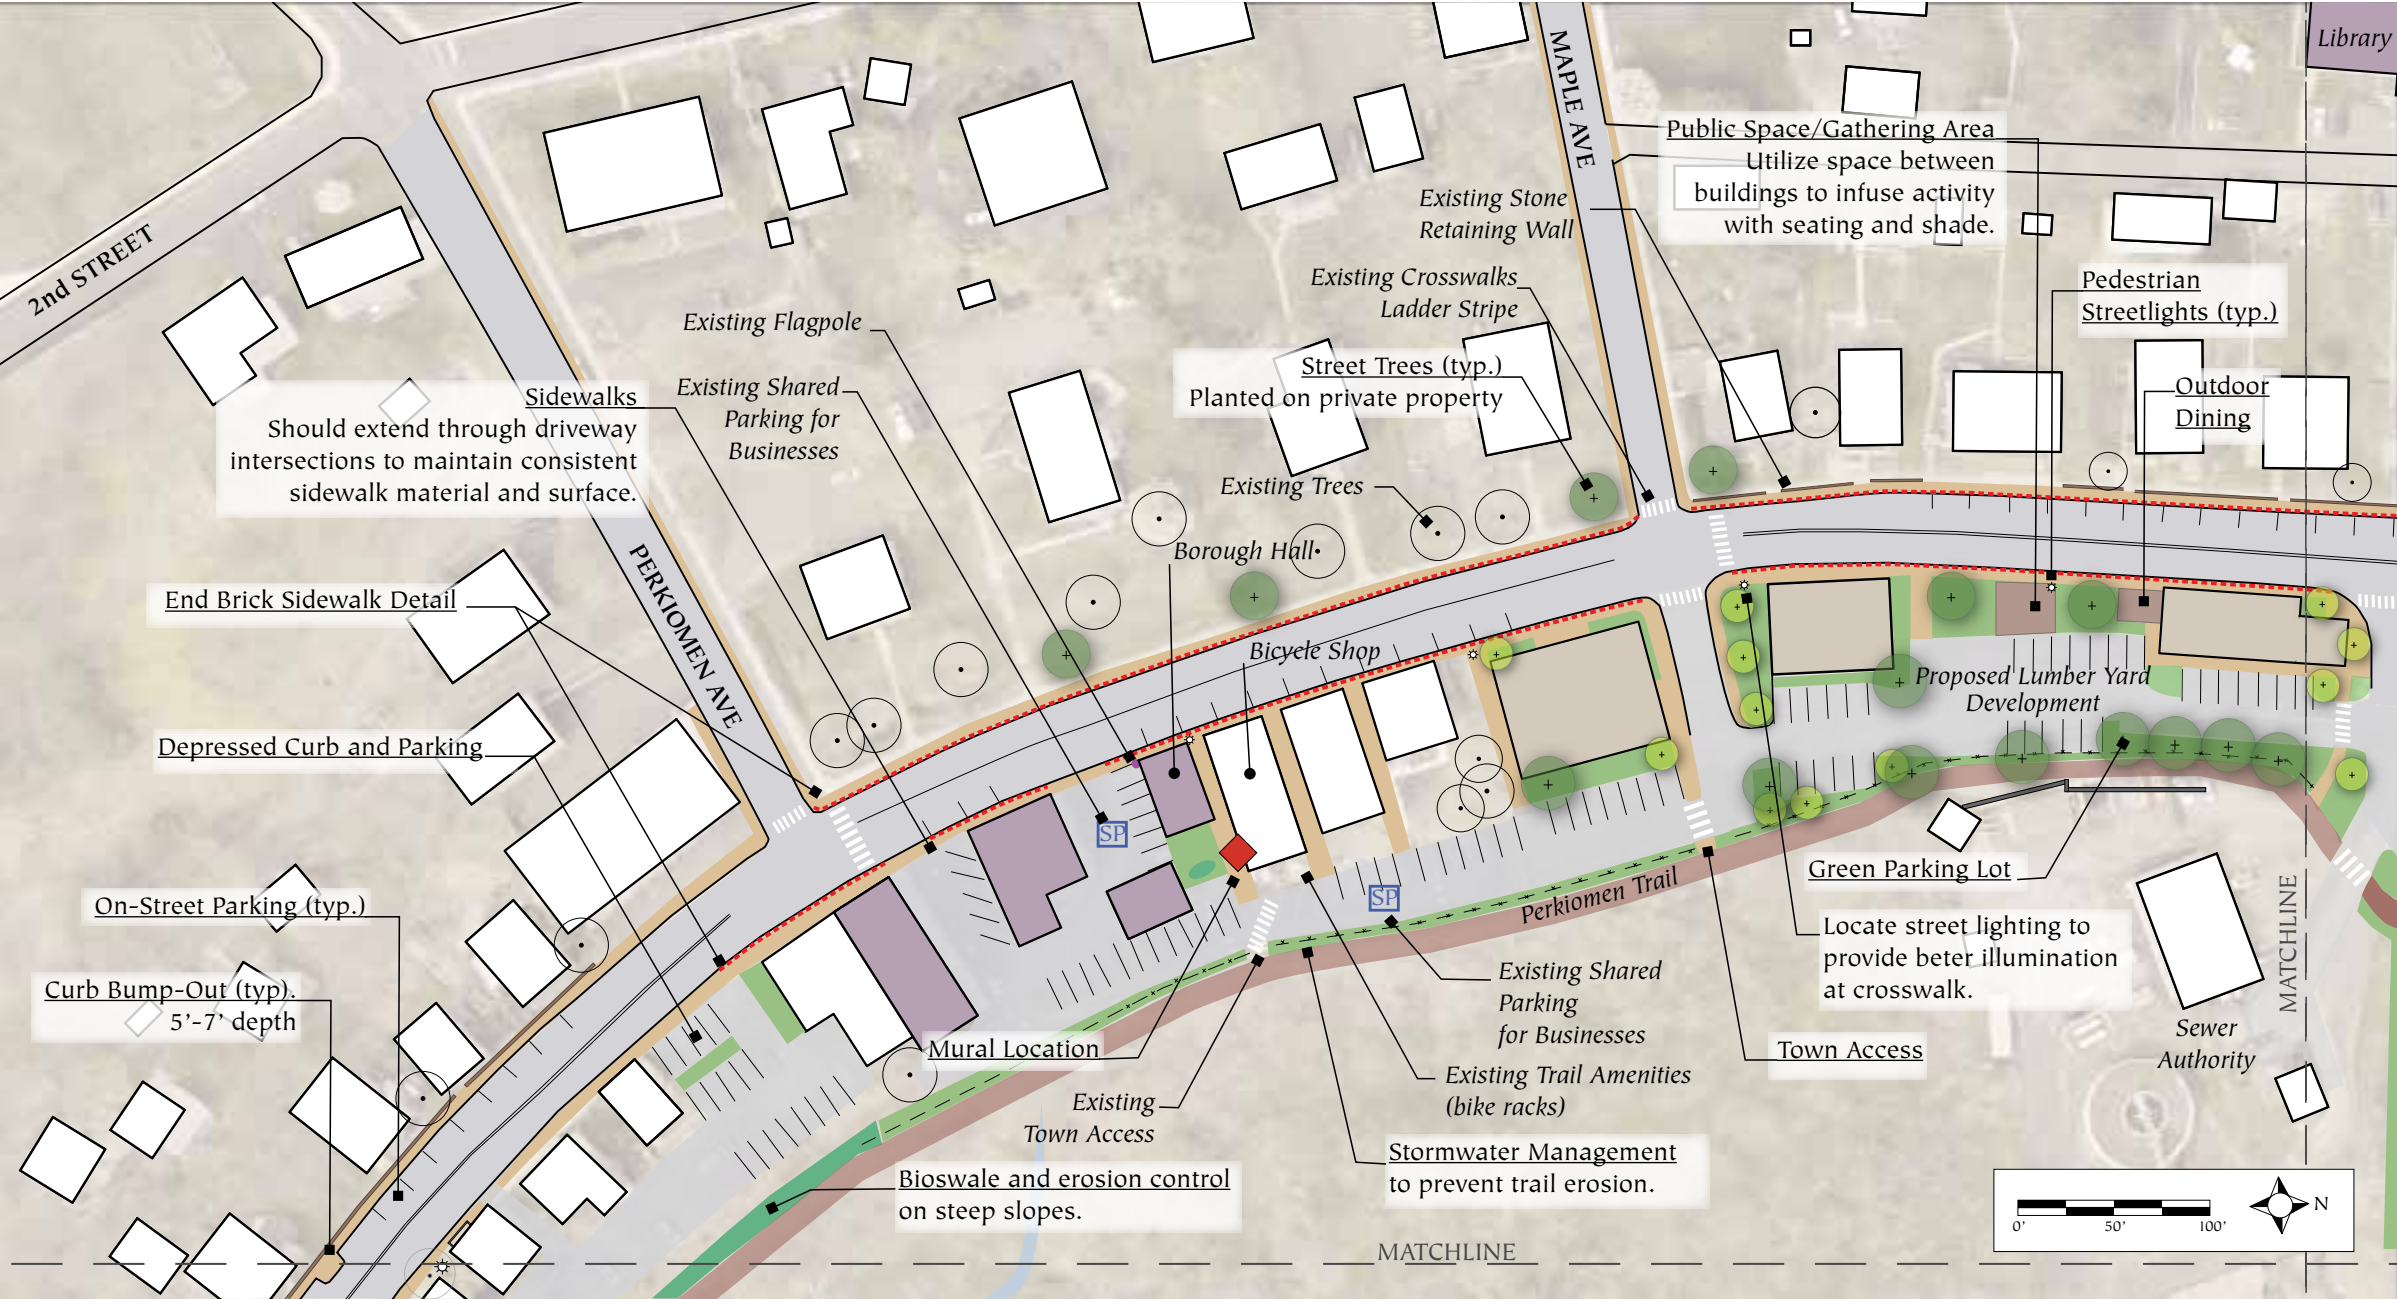 Library
MAPLE AVE
Public Space/Gathering Area
Utilize space between
buildings to infuse activity
with seating and shade.
Existing Stone
Retaining Wall
2nd STREET
Existing Crosswalks
Ladder Stripe
Pedestrian
Streetlights (typ.)
Existing Flagpole
Street Trees (typ.)
Planted on private property
Existing Shared
Parking for
Businesses
Sidewalks
Should extend through driveway
intersections to maintain consistent
sidewalk material and surface.
Outdoor
Dining
Existing Trees
Borough Hall
PERKIOMEN AVE
End Brick Sidewalk Detail
Bicycle Shop
Proposed Lumber Yard
Development
Depressed Curb and Parking
SP
SP
Perkiomen Trail
Green Parking Lot
On-Street Parking (typ.)
Locate street lighting to
provide beter illumination
at crosswalk.
MATCHLINE
Curb Bump-Out (typ).
5’-7’ depth
Existing Shared
Parking
for Businesses
Mural Location
Town Access
Sewer
Authority
Existing Trail Amenities
(bike racks)
Existing
Town Access
Stormwater Management
to prevent trail erosion.
Bioswale and erosion control
on steep slopes.
N
0' 50' 100'
MATCHLINE